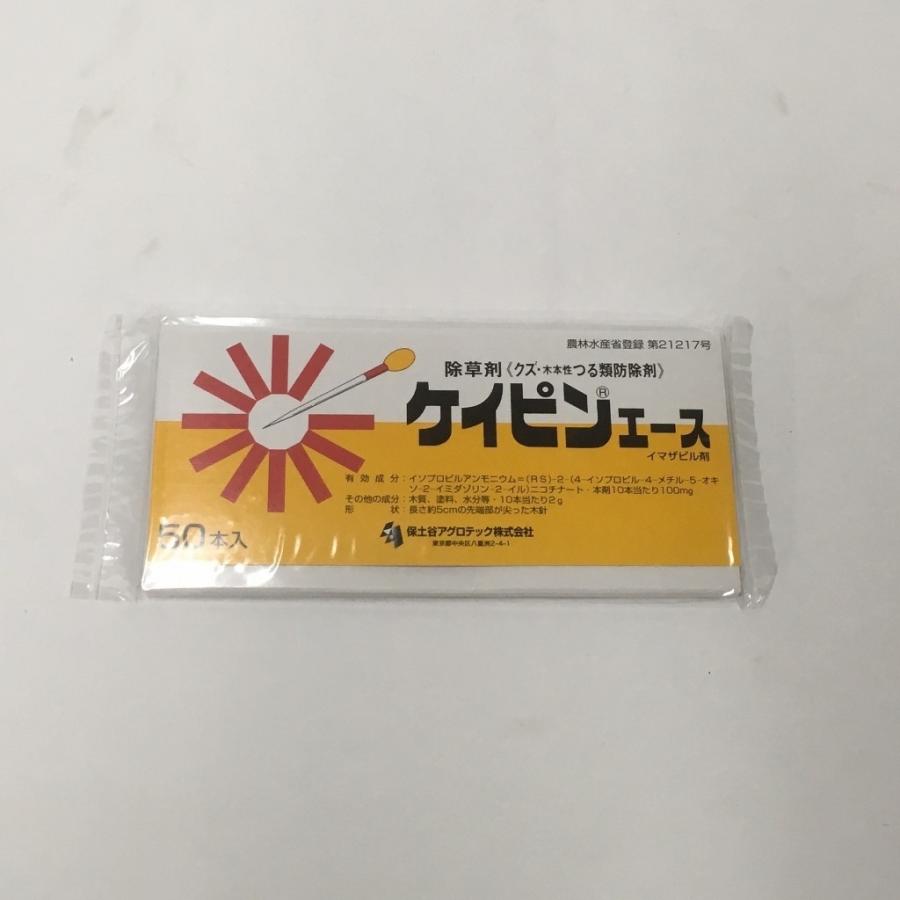 農林水産省登録 第21217号
除草剤《クズ・木本性つる類防除剤》
ケイピン®エース
イマザピル剤
有効成分：イソプロピルアンモニウム＝(RS)-2-(4-イソプロピル-4-メチル-5-オキ
ソ-2-イミダゾリン-2-イル)ニコチナート・本剤10本当たり100mg
その他の成分：木質、塗料、水分等・10本当たり2g
形状：長さ約5cmの先端部が尖った木針
50本入
保土谷アグロテック株式会社
東京都中央区八重洲2-4-1